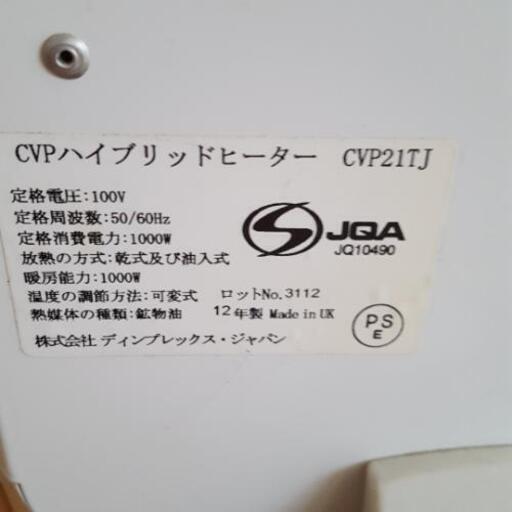 CVPハイブリッドヒーター CVP21TJ
定格電圧：100V
定格周波数：50/60Hz
定格消費電力：1000W
放熱の方式：乾式及び油入式
暖房能力：1000W
温度の調節方法：可変式 ロットNo. 3112
熱媒体の種類：鉱物油 12年製 Made in UK
株式会社 ディンプレックス・ジャパン
JQA
JQ10490
PS
E